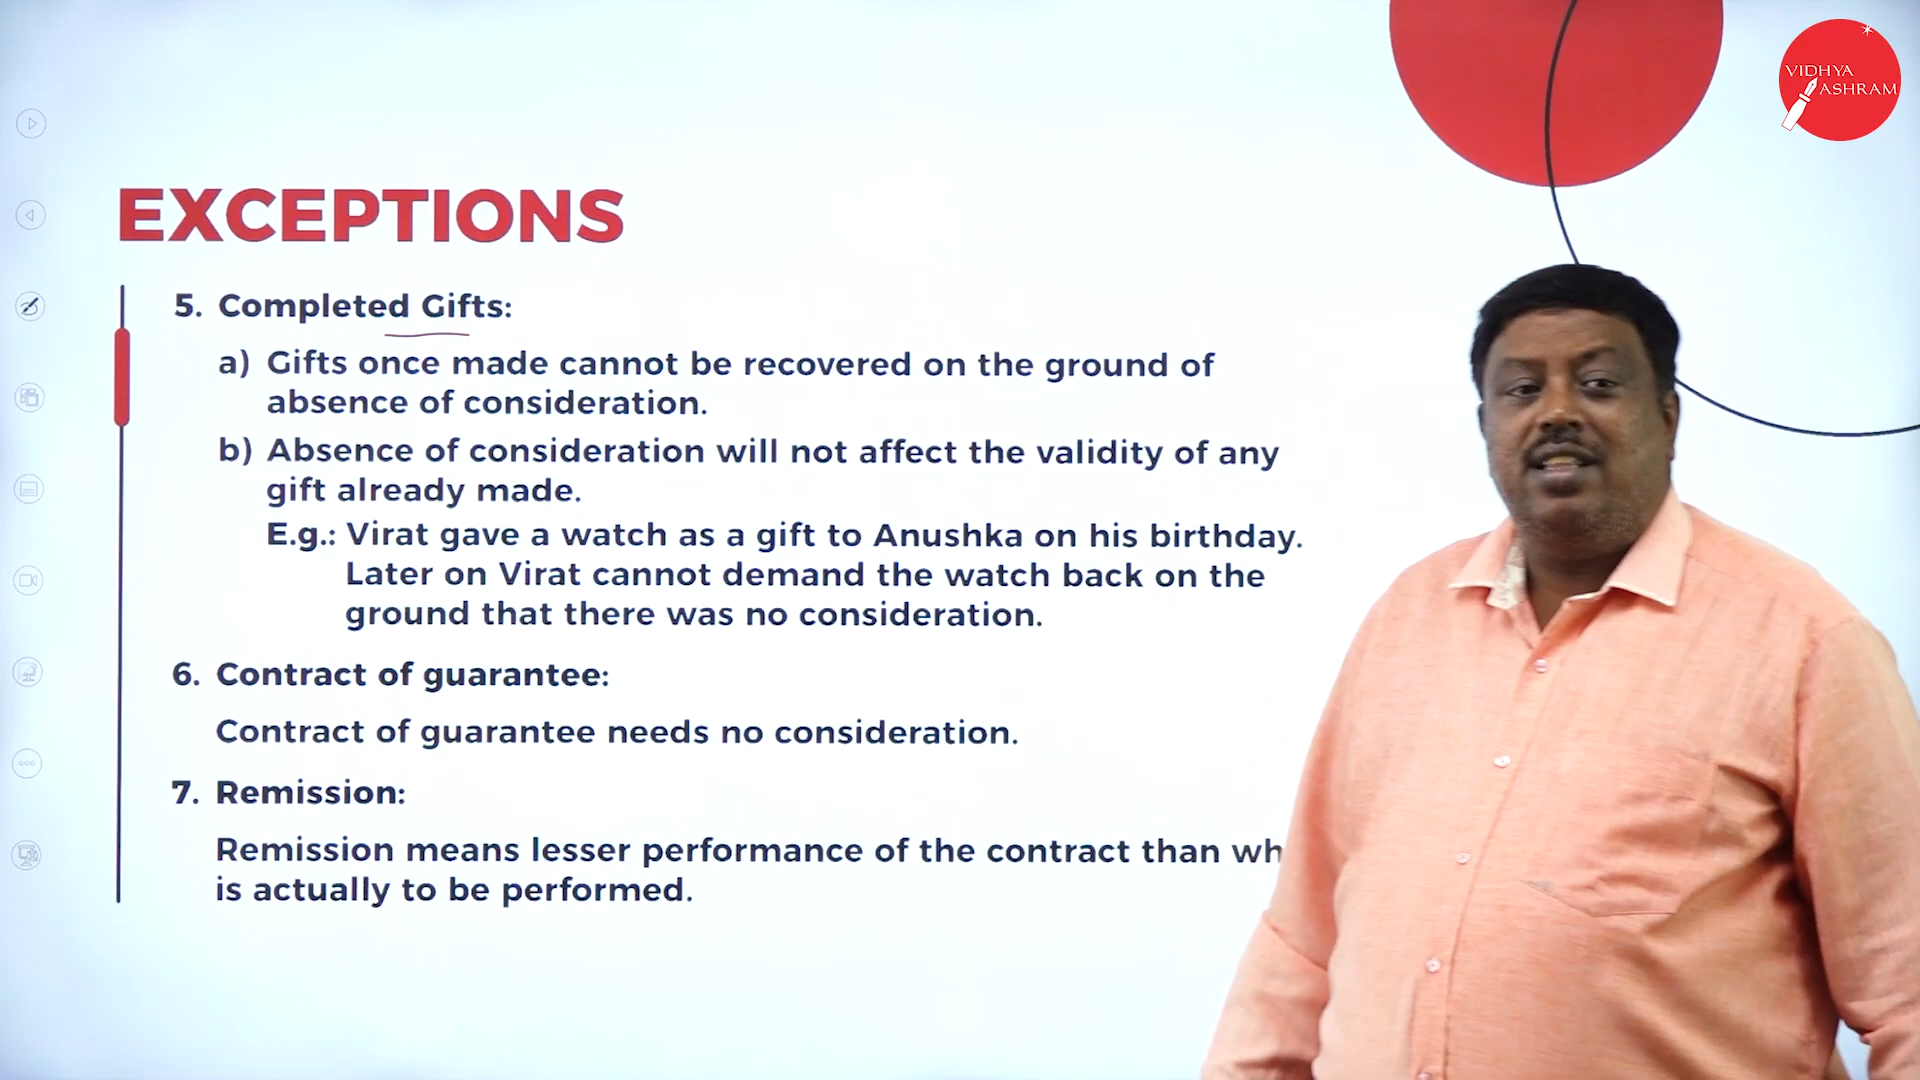 VIDHYA
ASHRAM
EXCEPTIONS
5. Completed Gifts:
a) Gifts once made cannot be recovered on the ground of
absence of consideration.
b) Absence of consideration will not affect the validity of any
gift already made.
E.g.: Virat gave a watch as a gift to Anushka on his birthday.
Later on Virat cannot demand the watch back on the
ground that there was no consideration.
6. Contract of guarantee:
Contract of guarantee needs no consideration.
7. Remission:
Remission means lesser performance of the contract than
is actually to be performed.